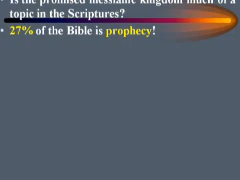 • Is the promised messianic kingdom much of a
topic in the Scriptures?
• 27% of the Bible is prophecy!